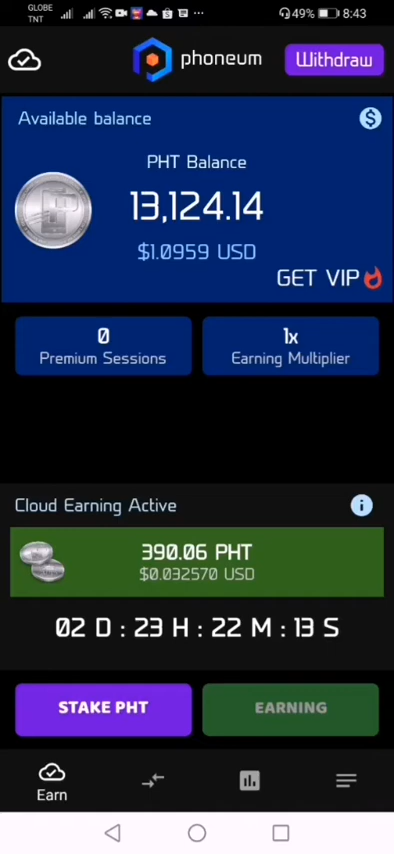 GLOBE
TNT
49% 8:43
phoneum
Withdraw
Available balance
PHT Balance
13,124.14
$1.0959 USD
GET VIP
0
Premium Sessions
1x
Earning Multiplier
Cloud Earning Active
390.06 PHT
$0.032570 USD
02 D : 23 H : 22 M : 13 S
STAKE PHT
EARNING
Earn